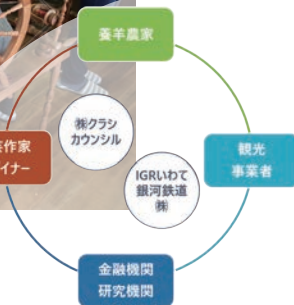 養羊農家
㈱クラシ
カウンシル
作家
イナー
IGRいわて
銀河鉄道
㈱
観光
事業者
金融機関
研究機関